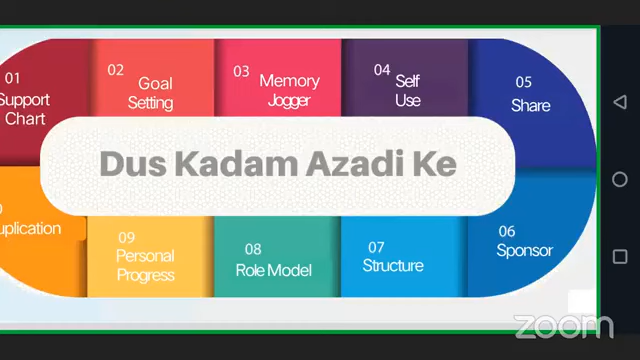 01
Support
Chart
02
Goal
Setting
03
Memory
Jogger
04
Self
Use
05
Share
Dus Kadam Azadi Ke
06
Sponsor
07
Structure
08
Role Model
09
Personal
Progress
uplication
zoom